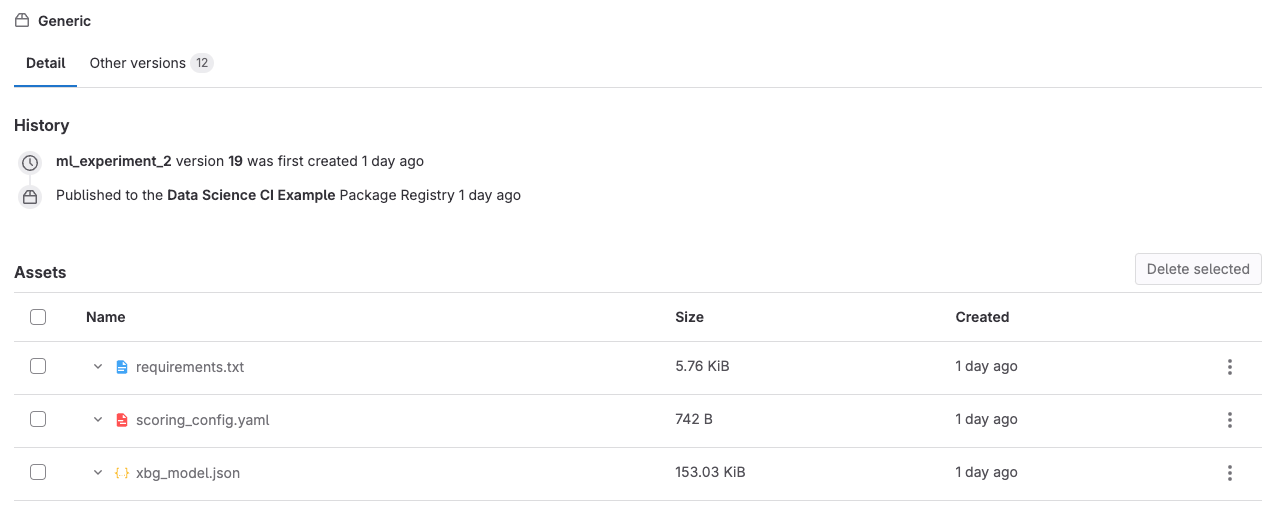 Generic
Detail Other versions 12
History
ml_experiment_2 version 19 was first created 1 day ago
Published to the Data Science CI Example Package Registry 1 day ago
Assets Delete selected
Name Size Created
requirements.txt 5.76 KiB 1 day ago
scoring_config.yaml 742 B 1 day ago
xbg_model.json 153.03 KiB 1 day ago